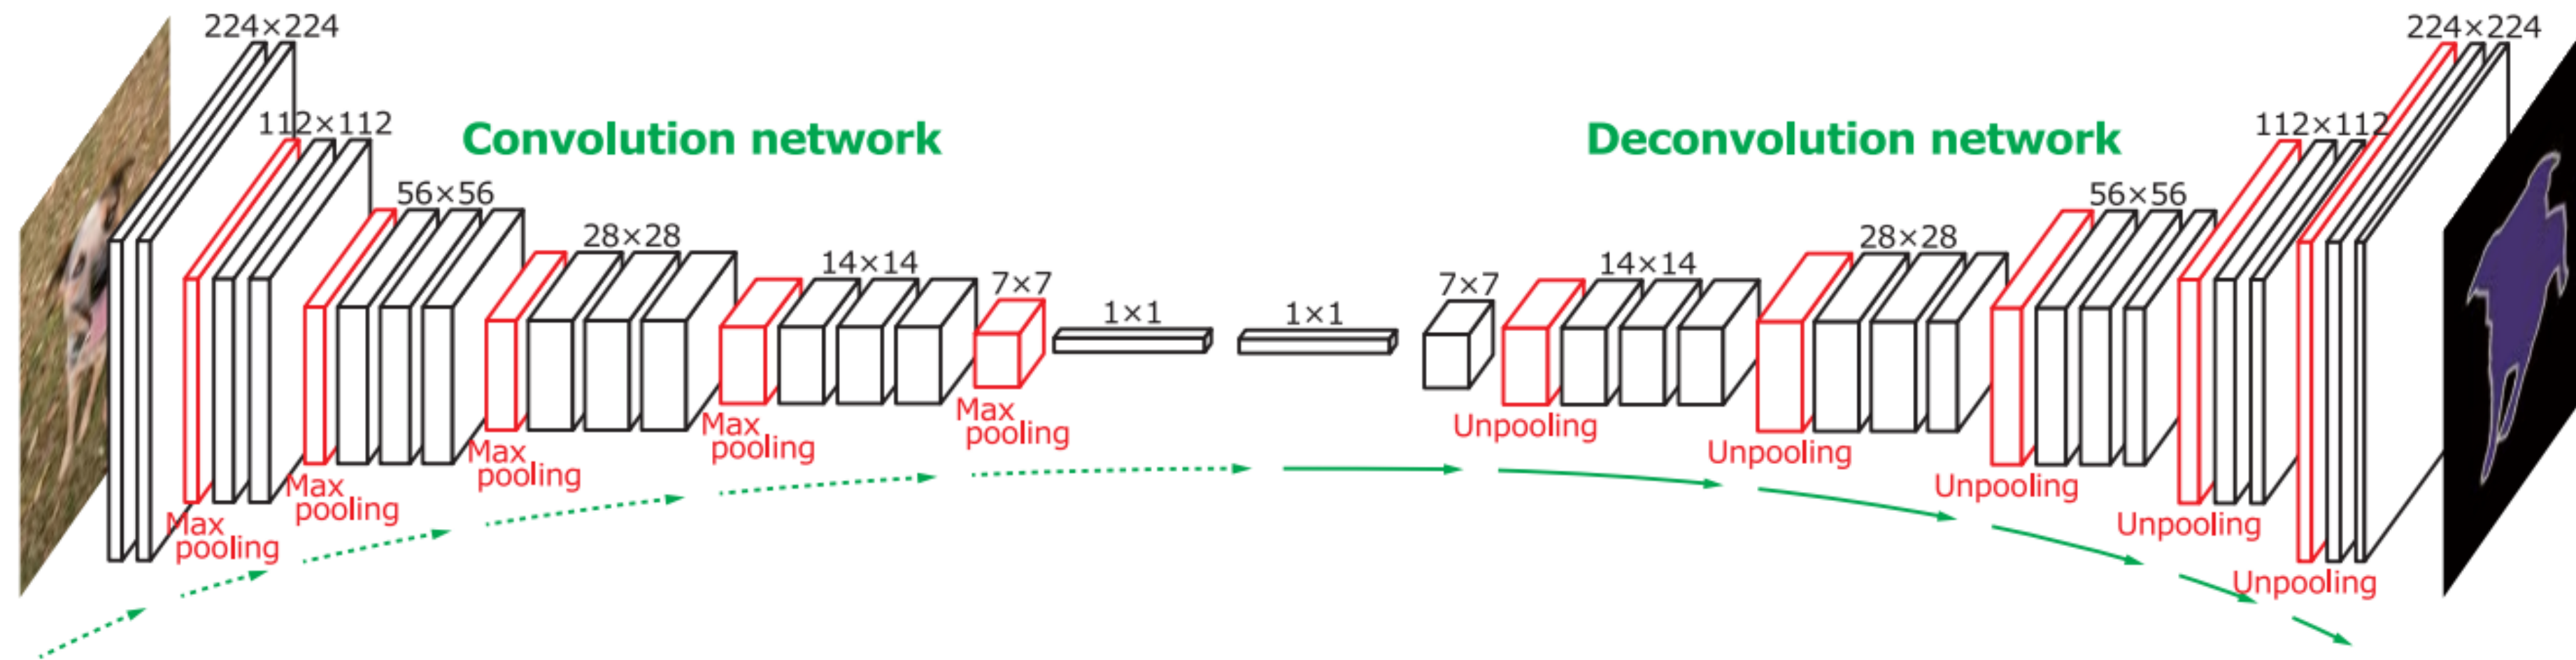 224×224
112×112
Convolution network
56×56
28×28
14×14
7×7
1×1
1×1
7×7
14×14
28×28
Deconvolution network
56×56
112×112
224×224
Max
pooling
Max
pooling
Max
pooling
Max
pooling
Max
pooling
Unpooling
Unpooling
Unpooling
Unpooling
Unpooling